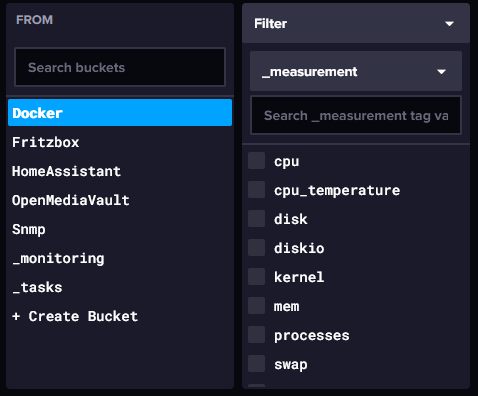 FROM
Search buckets
Docker
Fritzbox
HomeAssistant
OpenMediaVault
Snmp
_monitoring
_tasks
+ Create Bucket
Filter
_measurement
Search _measurement tag va
cpu
cpu_temperature
disk
diskio
kernel
mem
processes
swap